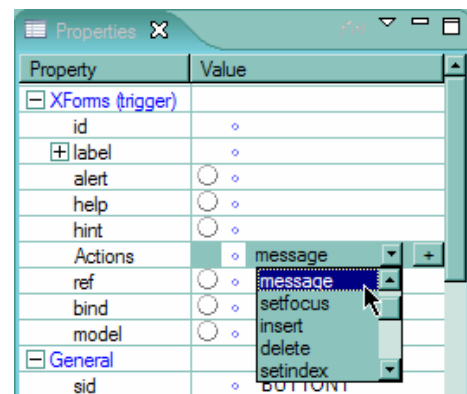 Properties
Property Value
XForms (trigger)
id
label
alert
help
hint
Actions message +
ref message
bind setfocus
insert
model delete
General setindex
sid BUTTON1